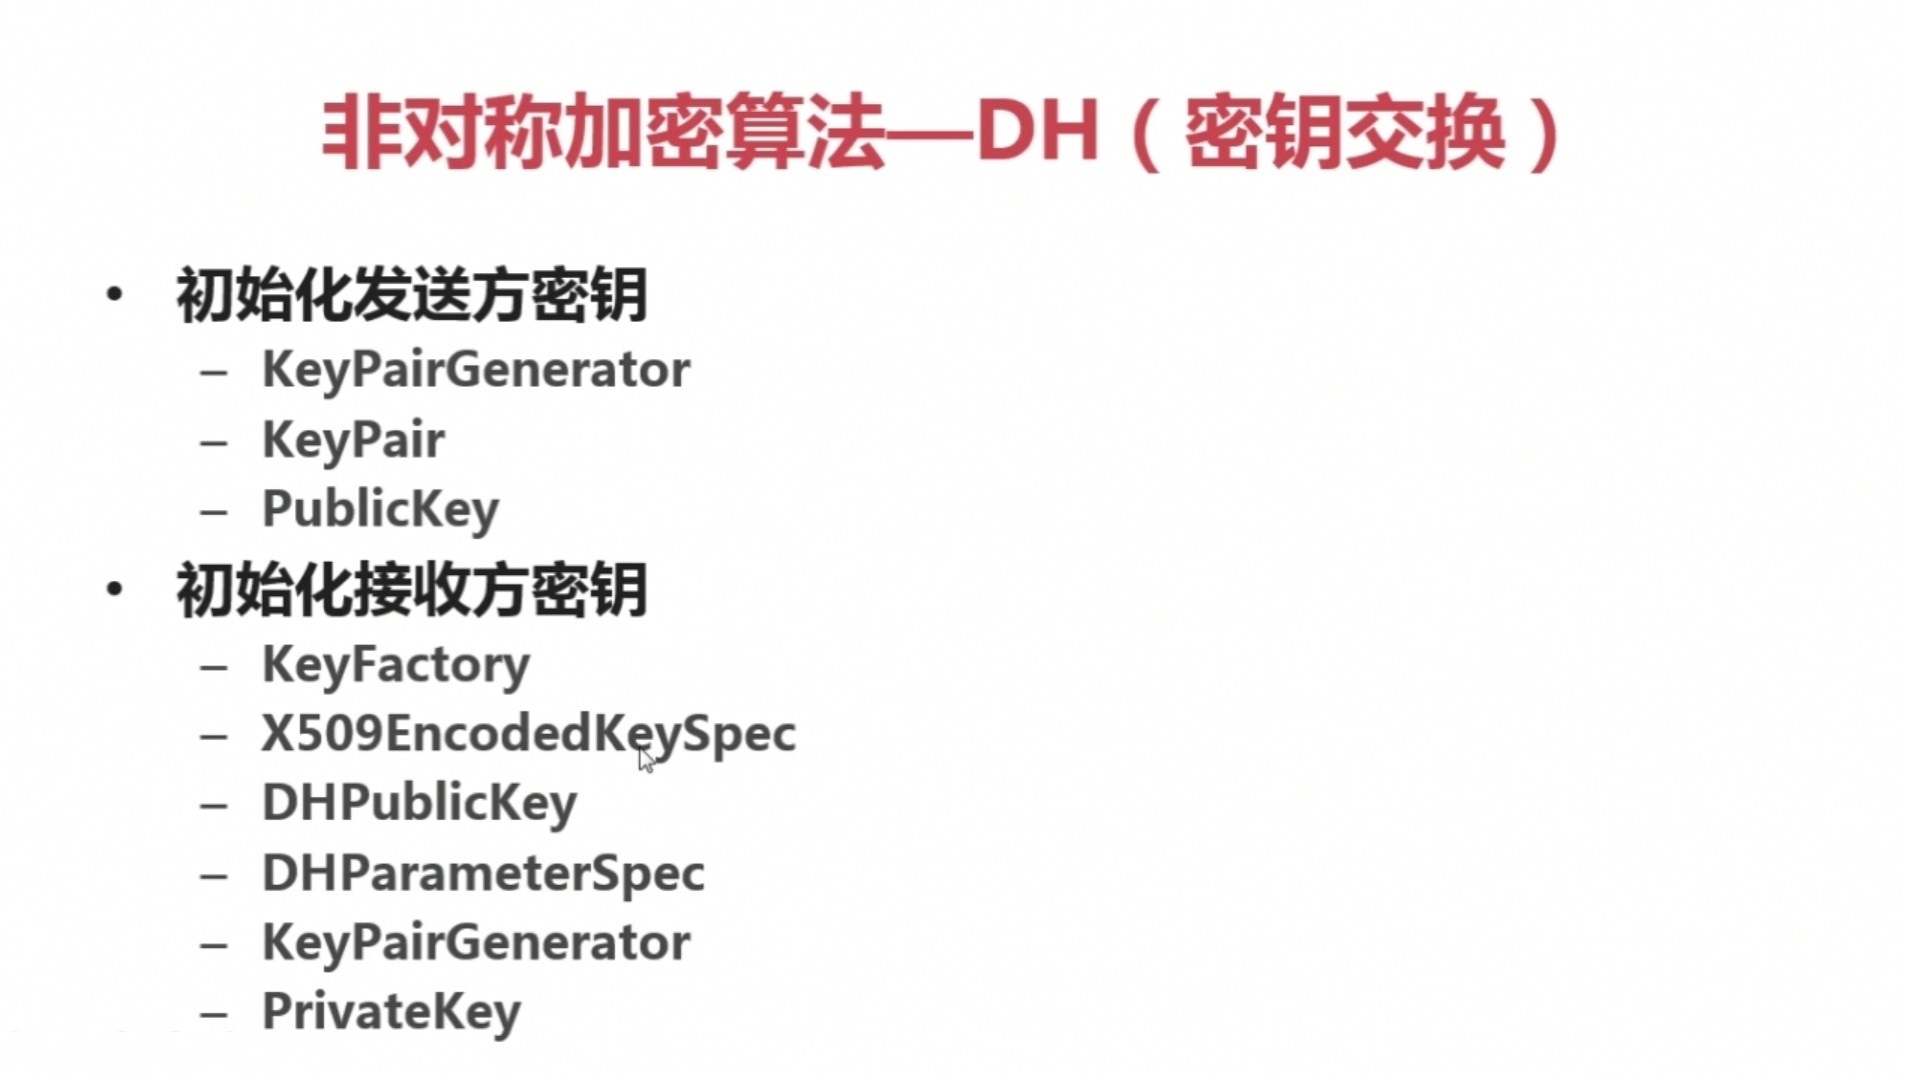 非对称加密算法—DH（密钥交换）
• 初始化发送方密钥
– KeyPairGenerator
– KeyPair
– PublicKey
• 初始化接收方密钥
– KeyFactory
– X509EncodedKeySpec
– DHPublicKey
– DHParameterSpec
– KeyPairGenerator
– PrivateKey